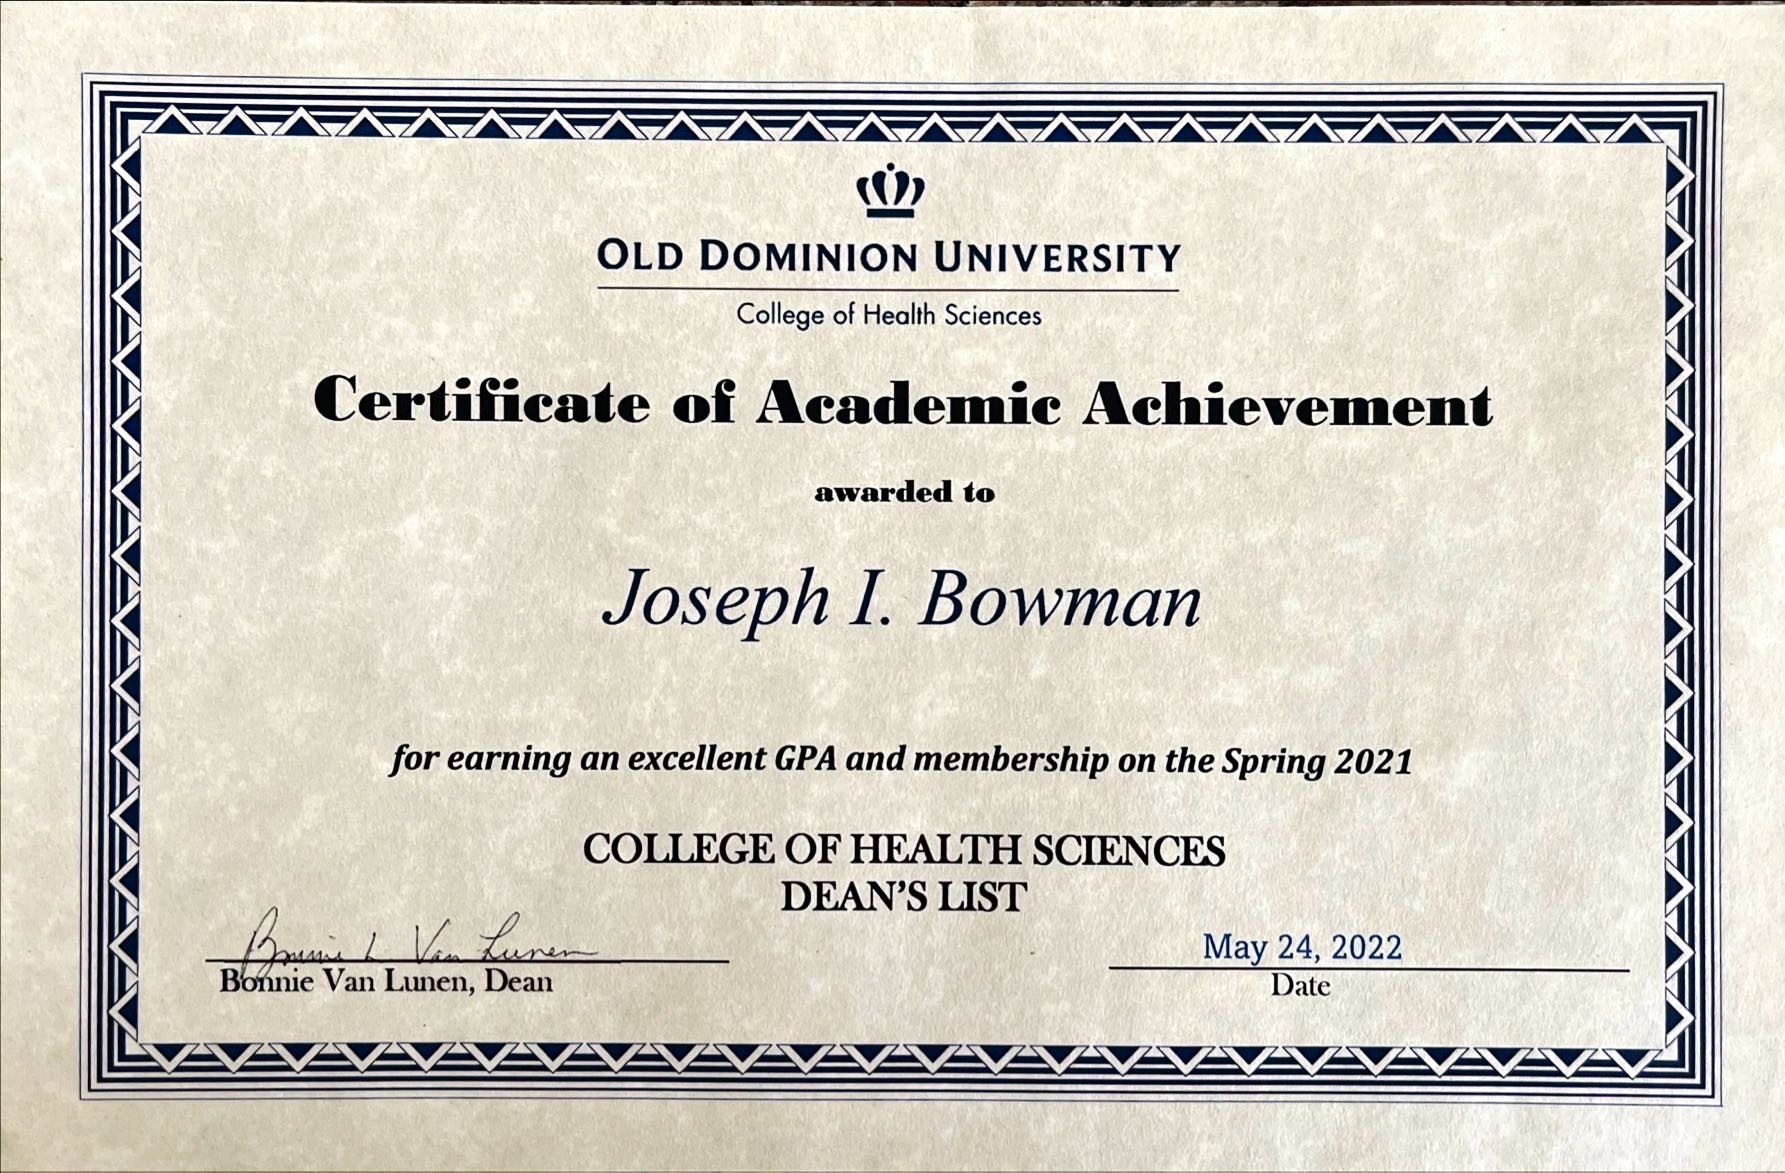 OLD DOMINION UNIVERSITY
College of Health Sciences
Certificate of Academic Achievement
awarded to
Joseph I. Bowman
for earning an excellent GPA and membership on the Spring 2021
COLLEGE OF HEALTH SCIENCES
DEAN'S LIST
Bonnie L Van Lunen
May 24, 2022
Bonnie Van Lunen, Dean
Date